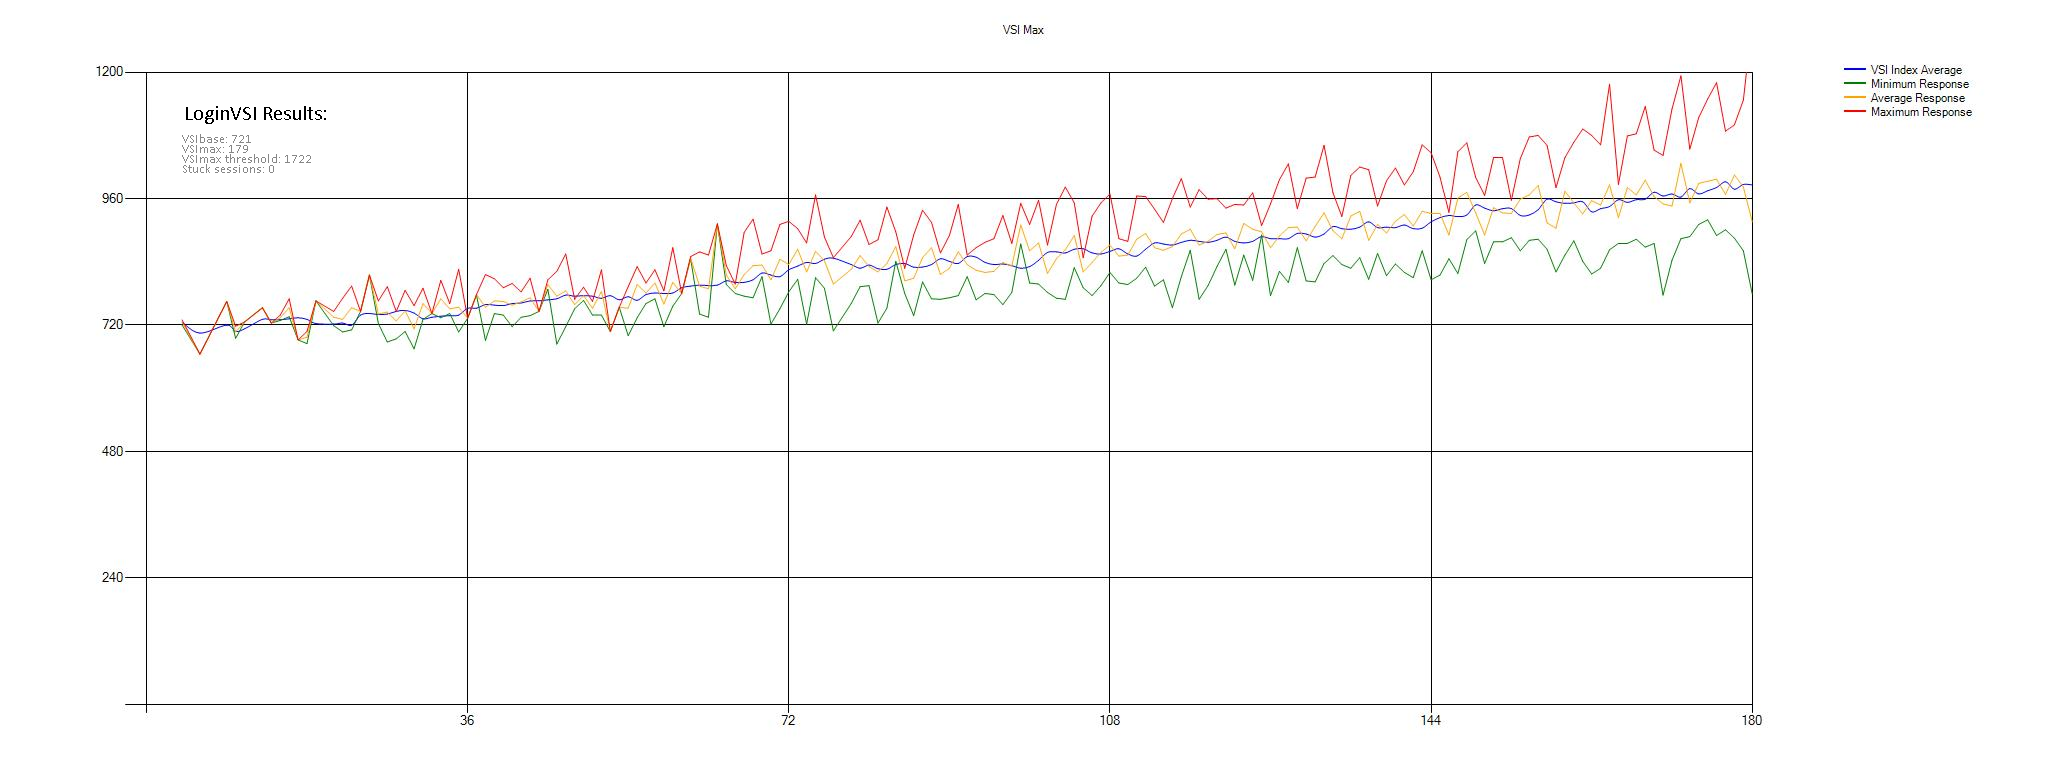 VSI Max
1200
960
720
480
240
36
72
108
144
180
LoginVSI Results:
VSIbase: 721
VSImax: 179
VSImax threshold: 1722
Stuck sessions: 0
VSI Index Average
Minimum Response
Average Response
Maximum Response